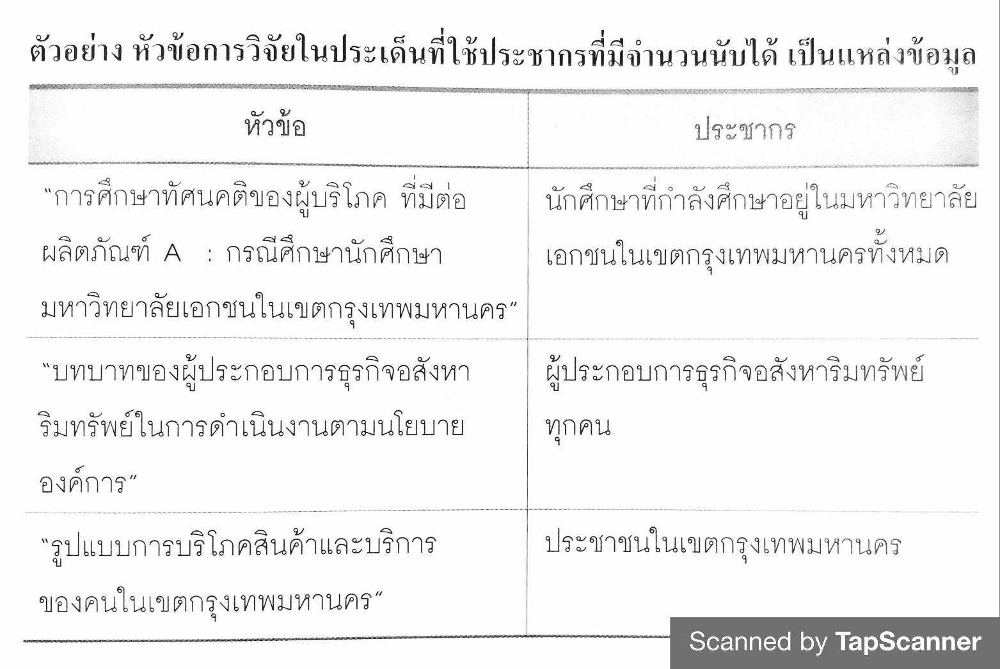 ตัวอย่าง หัวข้อการวิจัยในประเด็นที่ใช้ประชากรที่มีจำนวนนับได้ เป็นแหล่งข้อมูล
หัวข้อ
ประชากร
"การศึกษาทัศนคติของผู้บริโภค ที่มีต่อ
ผลิตภัณฑ์ A : กรณีศึกษานักศึกษา
มหาวิทยาลัยเอกชนในเขตกรุงเทพมหานคร"
นักศึกษาที่กำลังศึกษาอยู่ในมหาวิทยาลัย
เอกชนในเขตกรุงเทพมหานครทั้งหมด
"บทบาทของผู้ประกอบการธุรกิจอสังหา
ริมทรัพย์ในการดำเนินงานตามนโยบาย
องค์การ"
ผู้ประกอบการธุรกิจอสังหาริมทรัพย์
ทุกคน
"รูปแบบการบริโภคสินค้าและบริการ
ของคนในเขตกรุงเทพมหานคร"
ประชาชนในเขตกรุงเทพมหานคร
Scanned by TapScanner